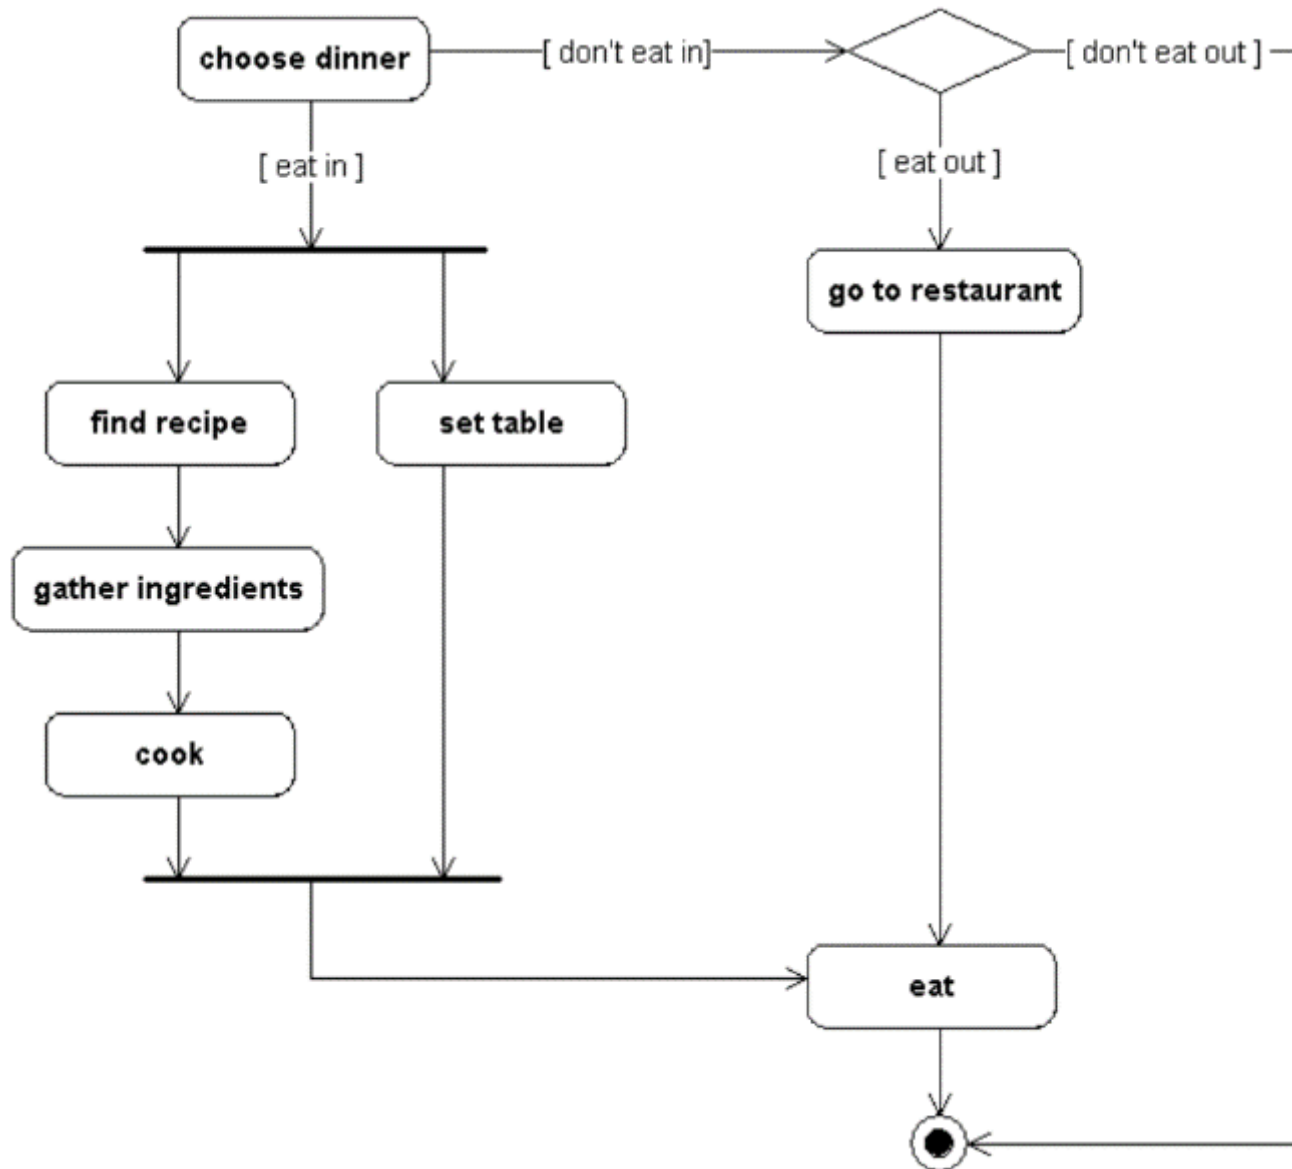 choose dinner
[ don't eat in]
[ don't eat out ]
[ eat in ]
[ eat out ]
go to restaurant
find recipe
set table
gather ingredients
cook
eat